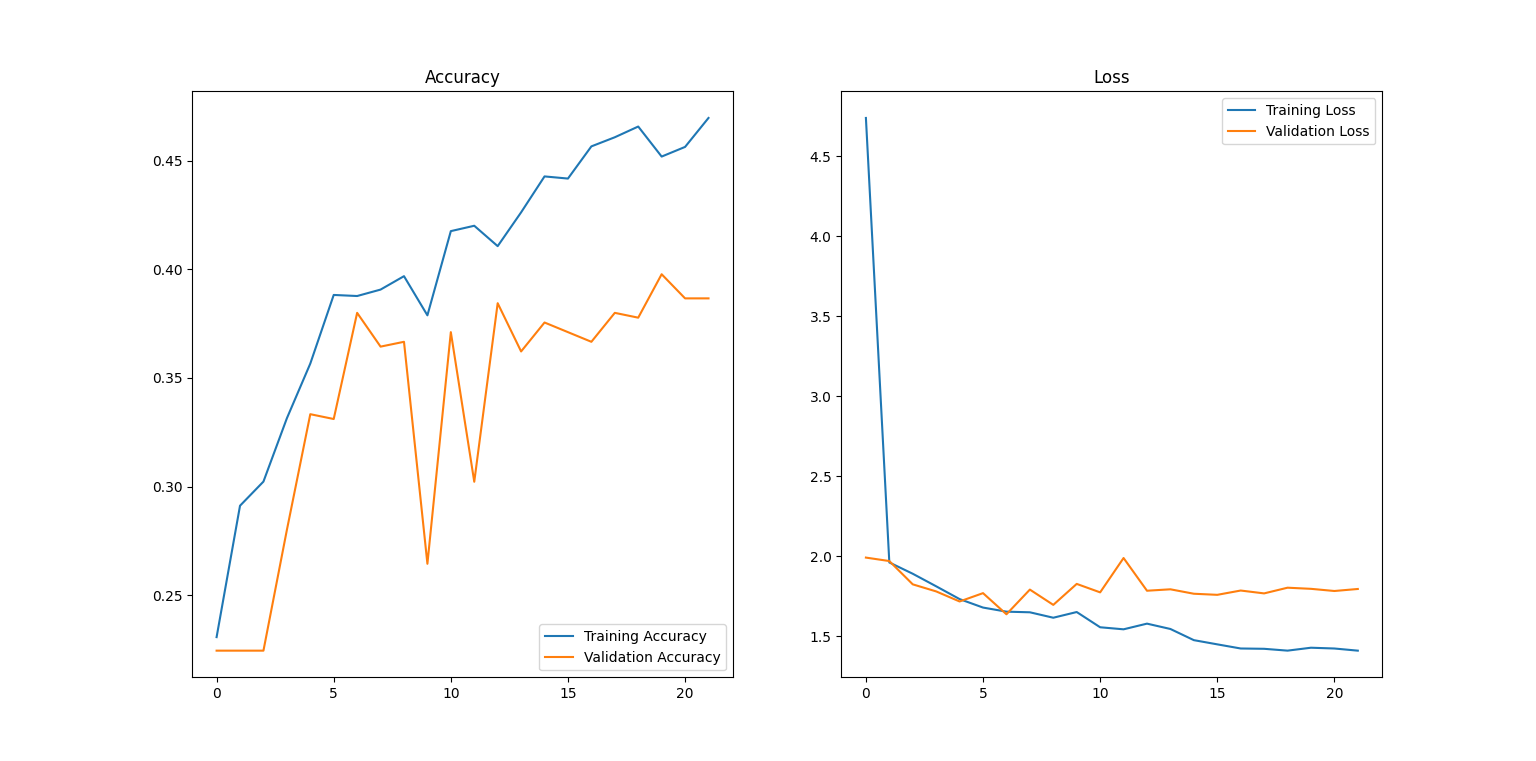 Accuracy
0.45
0.40
0.35
0.30
0.25
0 5 10 15 20
Training Accuracy
Validation Accuracy
Loss
Training Loss
Validation Loss
4.5
4.0
3.5
3.0
2.5
2.0
1.5
0 5 10 15 20